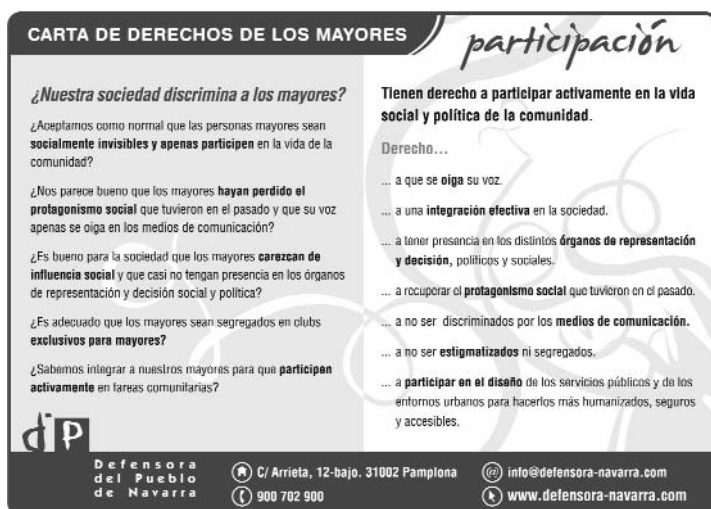 CARTA DE DERECHOS DE LOS MAYORES
participación
¿Nuestra sociedad discrimina a los mayores?
¿Aceptamos como normal que las personas mayores sean
socialmente invisibles y apenas participen en la vida de la
comunidad?
¿Nos parece bueno que los mayores hayan perdido el
protagonismo social que tuvieron en el pasado y que su voz
apenas se oiga en los medios de comunicación?
¿Es bueno para la sociedad que los mayores carezcan de
influencia social y que casi no tengan presencia en los órganos
de representación y decisión social y política?
¿Es adecuado que los mayores sean segregados en clubs
exclusivos para mayores?
¿Sabemos integrar a nuestros mayores para que participen
activamente en tareas comunitarias?
Tienen derecho a participar activamente en la vida
social y política de la comunidad.
Derecho...
... a que se oiga su voz.
... a una integración efectiva en la sociedad.
... a tener presencia en los distintos órganos de representación
y decisión, políticos y sociales.
... a recuperar el protagonismo social que tuvieron en el pasado.
... a no ser discriminados por los medios de comunicación.
... a no ser estigmatizados ni segregados.
... a participar en el diseño de los servicios públicos y de los
entornos urbanos para hacerlos más humanizados, seguros
y accesibles.
dP
Defensora
del Pueblo
de Navarra
C/ Arrieta, 12-bajo. 31002 Pamplona
900 702 900
@ info@defensora-navarra.com
www.defensora-navarra.com